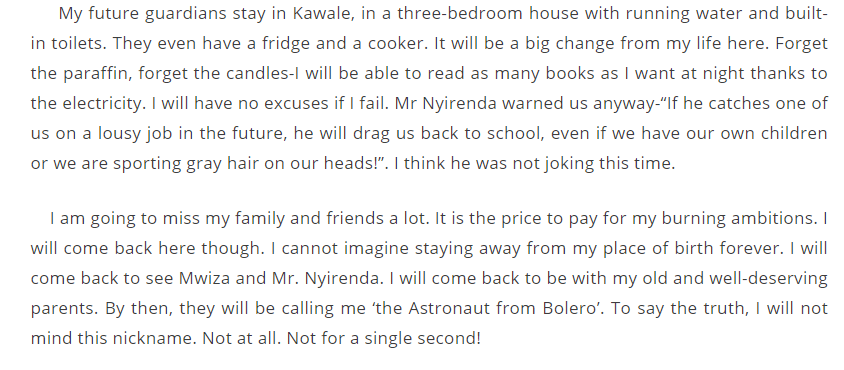 My future guardians stay in Kawale, in a three-bedroom house with running water and built-
in toilets. They even have a fridge and a cooker. It will be a big change from my life here. Forget
the paraffin, forget the candles-I will be able to read as many books as I want at night thanks to
the electricity. I will have no excuses if I fail. Mr Nyirenda warned us anyway-“If he catches one of
us on a lousy job in the future, he will drag us back to school, even if we have our own children
or we are sporting gray hair on our heads!”. I think he was not joking this time.
I am going to miss my family and friends a lot. It is the price to pay for my burning ambitions. I
will come back here though. I cannot imagine staying away from my place of birth forever. I will
come back to see Mwiza and Mr. Nyirenda. I will come back to be with my old and well-deserving
parents. By then, they will be calling me ‘the Astronaut from Bolero’. To say the truth, I will not
mind this nickname. Not at all. Not for a single second!